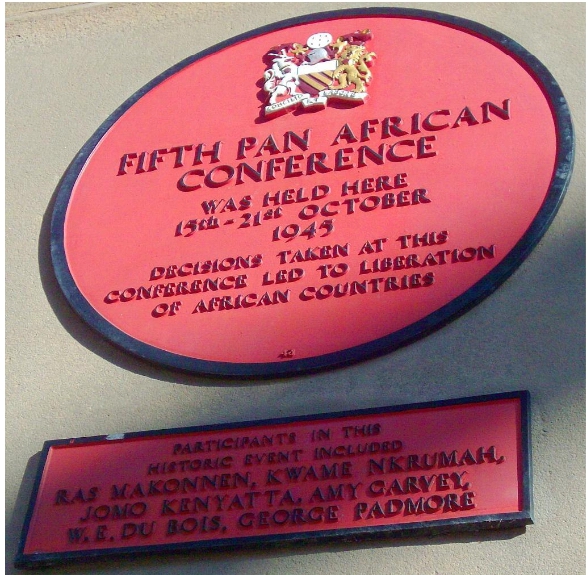 FIFTH PAN AFRICAN
CONFERENCE
WAS HELD HERE
15th - 21st OCTOBER
1945
DECISIONS TAKEN AT THIS
CONFERENCE LED TO LIBERATION
OF AFRICAN COUNTRIES
PARTICIPANTS IN THIS
HISTORIC EVENT INCLUDED
RAS MAKONNEN, KWAME NKRUMAH,
JOMO KENYATTA, AMY GARVEY,
W. E. DU BOIS, GEORGE PADMORE